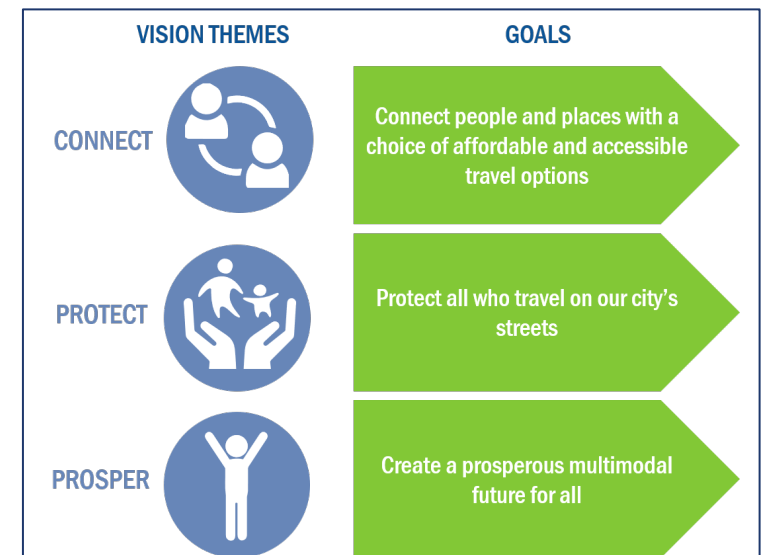 VISION THEMES
GOALS
CONNECT
Connect people and places with a
choice of affordable and accessible
travel options
PROTECT
Protect all who travel on our city’s
streets
PROSPER
Create a prosperous multimodal
future for all